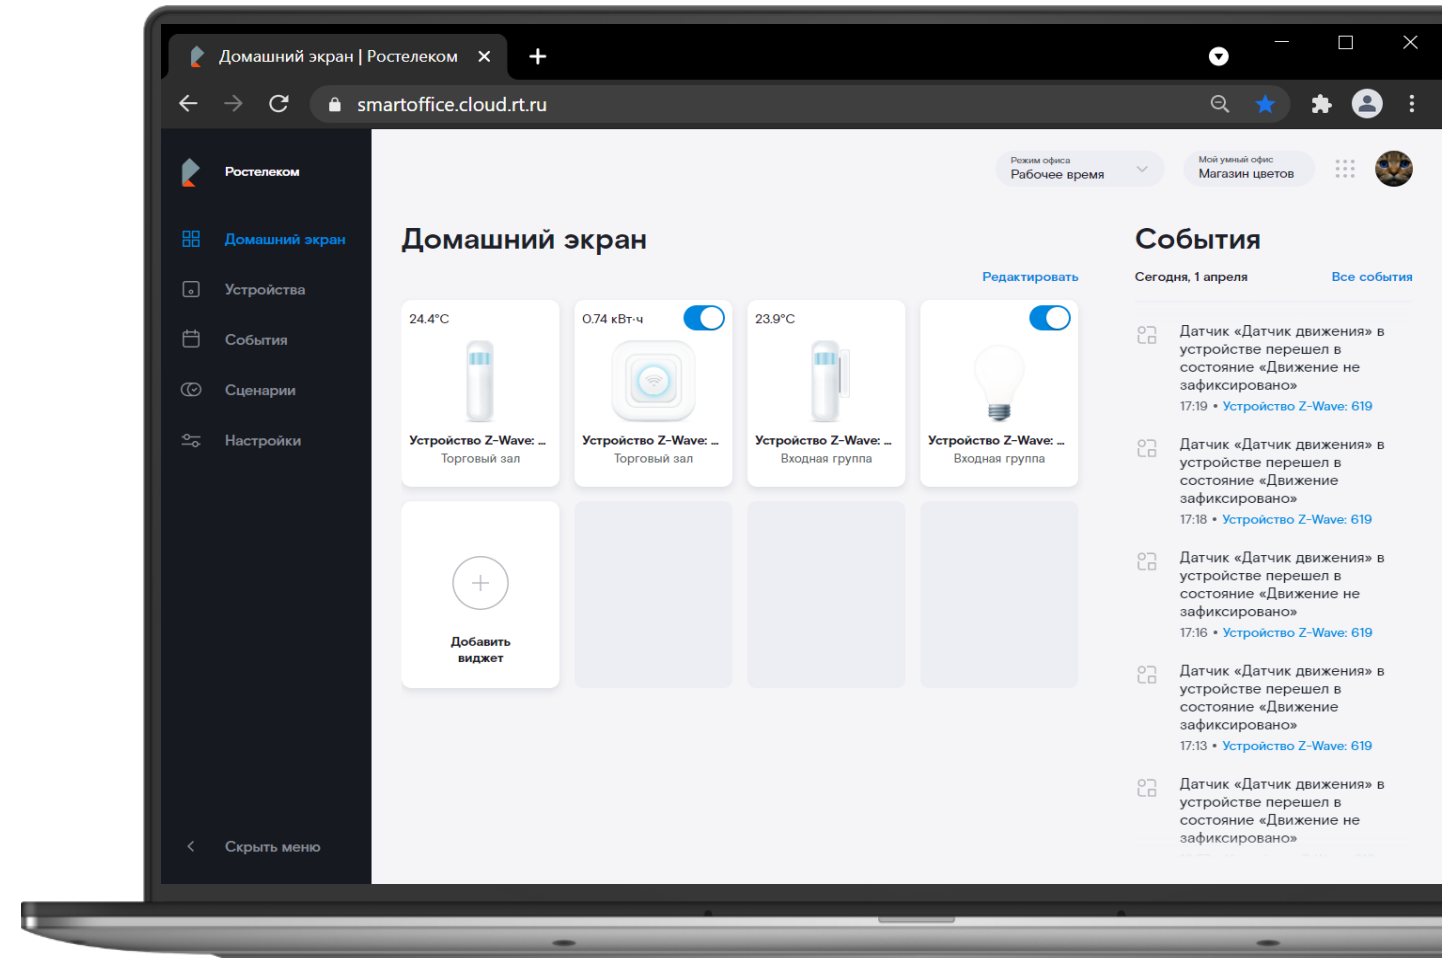 Домашний экран | Ростелеком
smartoffice.cloud.rt.ru
Ростелеком
Режим офиса
Рабочее время
Мой умный офис
Магазин цветов
Домашний экран
Устройства
События
Сценарии
Настройки
Скрыть меню
Домашний экран
Редактировать
24.4°C
Устройство Z-Wave: ...
Торговый зал
0.74 кВт·ч
Устройство Z-Wave: ...
Торговый зал
23.9°C
Устройство Z-Wave: ...
Входная группа
Устройство Z-Wave: ...
Входная группа
Добавить
виджет
События
Сегодня, 1 апреля
Все события
Датчик «Датчик движения» в
устройстве перешел в
состояние «Движение не
зафиксировано»
17:19 • Устройство Z-Wave: 619
Датчик «Датчик движения» в
устройстве перешел в
состояние «Движение
зафиксировано»
17:18 • Устройство Z-Wave: 619
Датчик «Датчик движения» в
устройстве перешел в
состояние «Движение не
зафиксировано»
17:16 • Устройство Z-Wave: 619
Датчик «Датчик движения» в
устройстве перешел в
состояние «Движение
зафиксировано»
17:13 • Устройство Z-Wave: 619
Датчик «Датчик движения» в
устройстве перешел в
состояние «Движение не
зафиксировано»